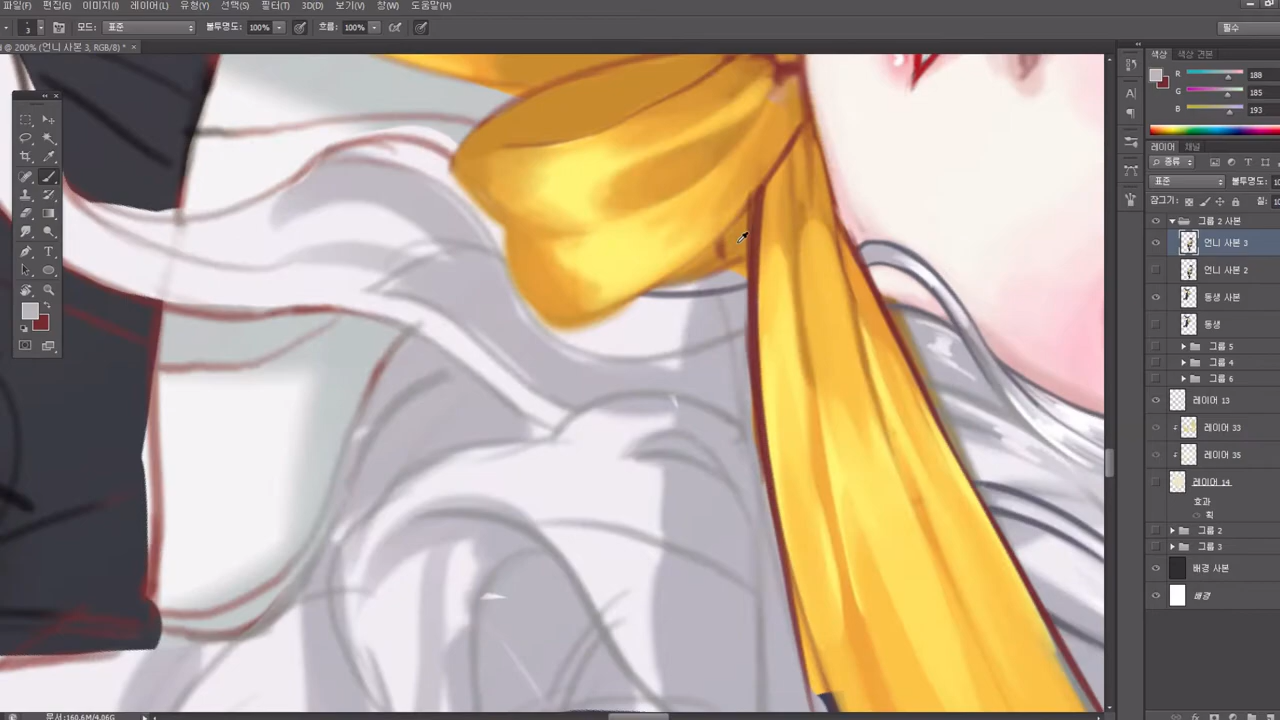 파일(F) 편집(E) 이미지(I) 레이어(L) 유형(Y) 선택(S) 필터(T) 3D(D) 보기(V) 창(W) 도움말(H)
3 모드: 표준 불투명도: 100% 흐름: 100% 필수
@ 200% (언니 사본 3, RGB/8) * ×
색상 색상 견본
R 188
G 185
B 193
레이어 채널
종류
표준 불투명도:
칠:
그룹 2 사본
언니 사본 3
언니 사본 2
동생 사본
동생
그룹 5
그룹 4
그룹 6
레이어 13
레이어 33
레이어 35
레이어 14
효과
획
그룹 2
그룹 3
배경 사본
배경
문서:160.6M/4.06G